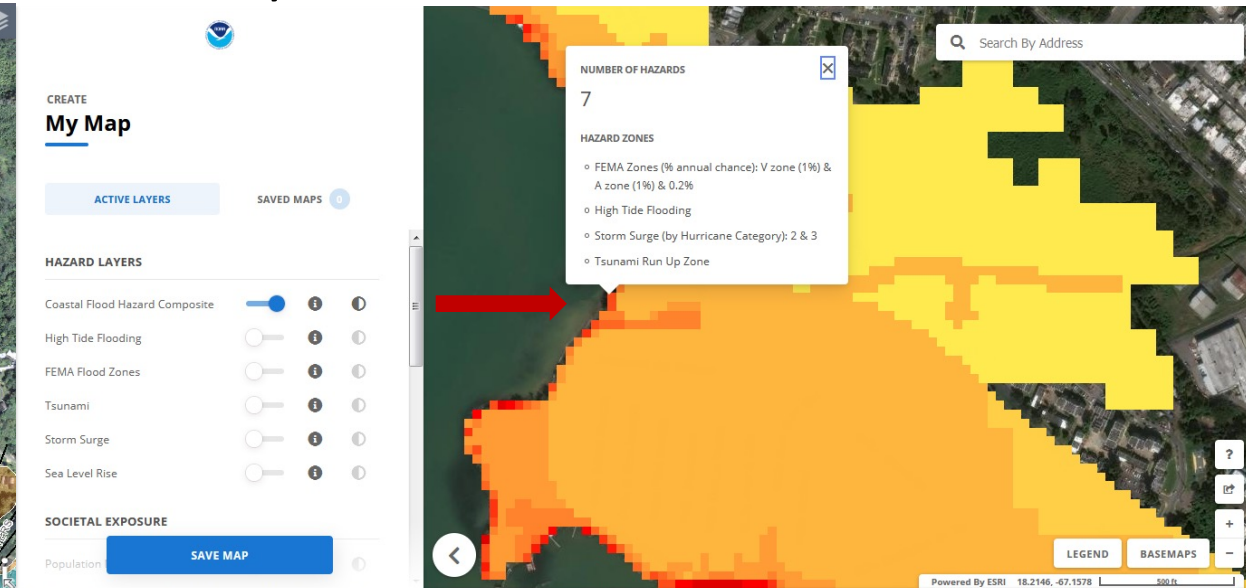 CREATE
My Map
ACTIVE LAYERS
SAVED MAPS 0
HAZARD LAYERS
Coastal Flood Hazard Composite
High Tide Flooding
FEMA Flood Zones
Tsunami
Storm Surge
Sea Level Rise
SOCIETAL EXPOSURE
Population
SAVE MAP
NUMBER OF HAZARDS
7
HAZARD ZONES
FEMA Zones (% annual chance): V zone (1%) &
A zone (1%) & 0.2%
High Tide Flooding
Storm Surge (by Hurricane Category): 2 & 3
Tsunami Run Up Zone
Search By Address
?
+
−
LEGEND
BASEMAPS
Powered By ESRI 18.2146, -67.1578 500 ft